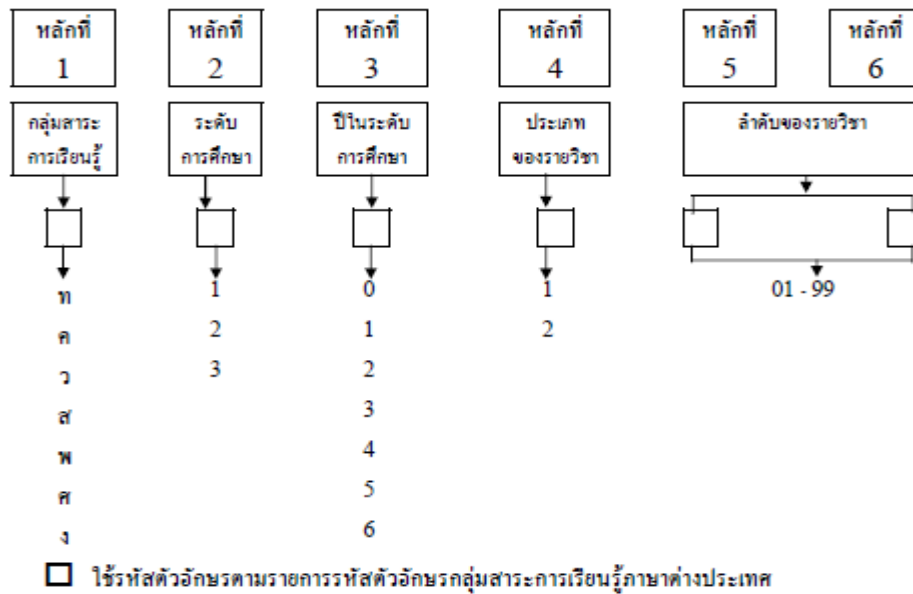 หลักที่ หลักที่ หลักที่ หลักที่ หลักที่ หลักที่
1 2 3 4 5 6
กลุ่มสาระ ระดับ ปีในระดับ ประเภท ลำดับของรายวิชา
การเรียนรู้ การศึกษา การศึกษา ของรายวิชา
ท 1 0 1 01 - 99
ค 2 1 2
ว 3 2
ส 3
พ 4
ศ 5
ง 6
ใช้รหัสตัวอักษรตามรายการรหัสตัวอักษรกลุ่มสาระการเรียนรู้ภาษาต่างประเทศ